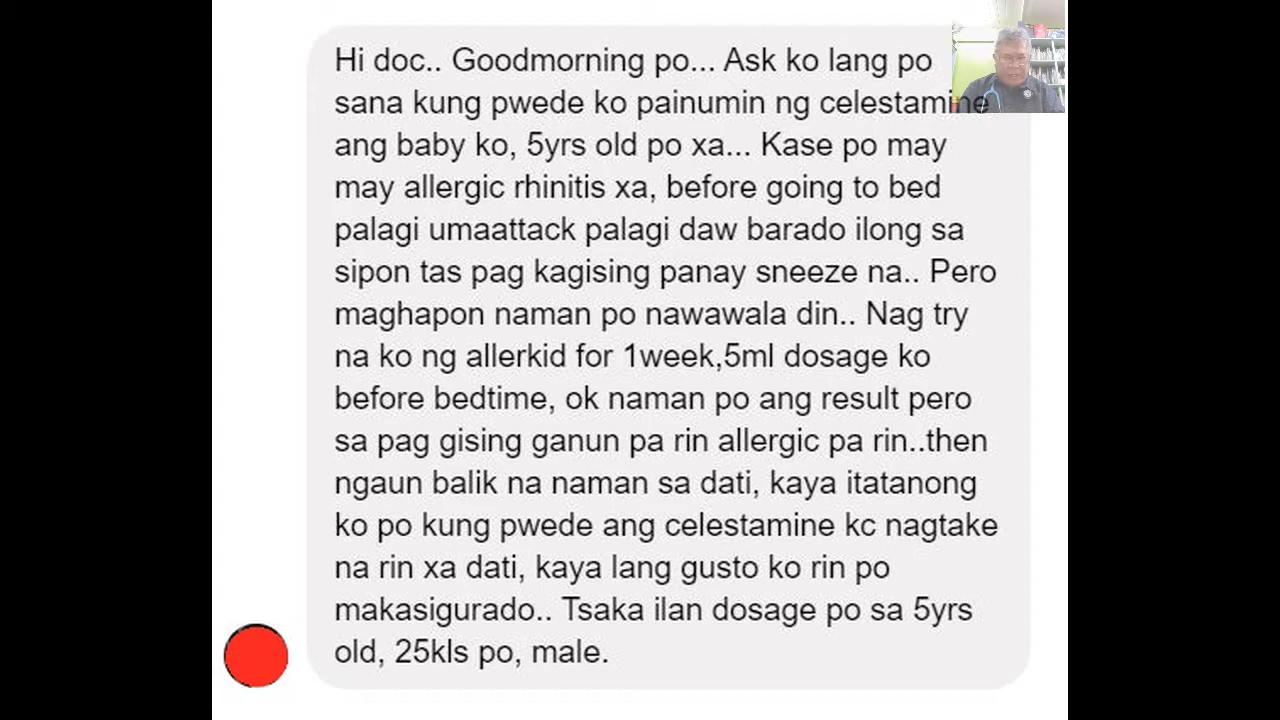 Hi doc.. Goodmorning po... Ask ko lang po
sana kung pwede ko painumin ng celestamine
ang baby ko, 5yrs old po xa... Kase po may
may allergic rhinitis xa, before going to bed
palagi umaattack palagi daw barado ilong sa
sipon tas pag kagising panay sneeze na.. Pero
maghapon naman po nawawala din.. Nag try
na ko ng allerkid for 1week,5ml dosage ko
before bedtime, ok naman po ang result pero
sa pag gising ganun pa rin allergic pa rin..then
ngaun balik na naman sa dati, kaya itatanong
ko po kung pwede ang celestamine kc nagtake
na rin xa dati, kaya lang gusto ko rin po
makasigurado.. Tsaka ilan dosage po sa 5yrs
old, 25kls po, male.